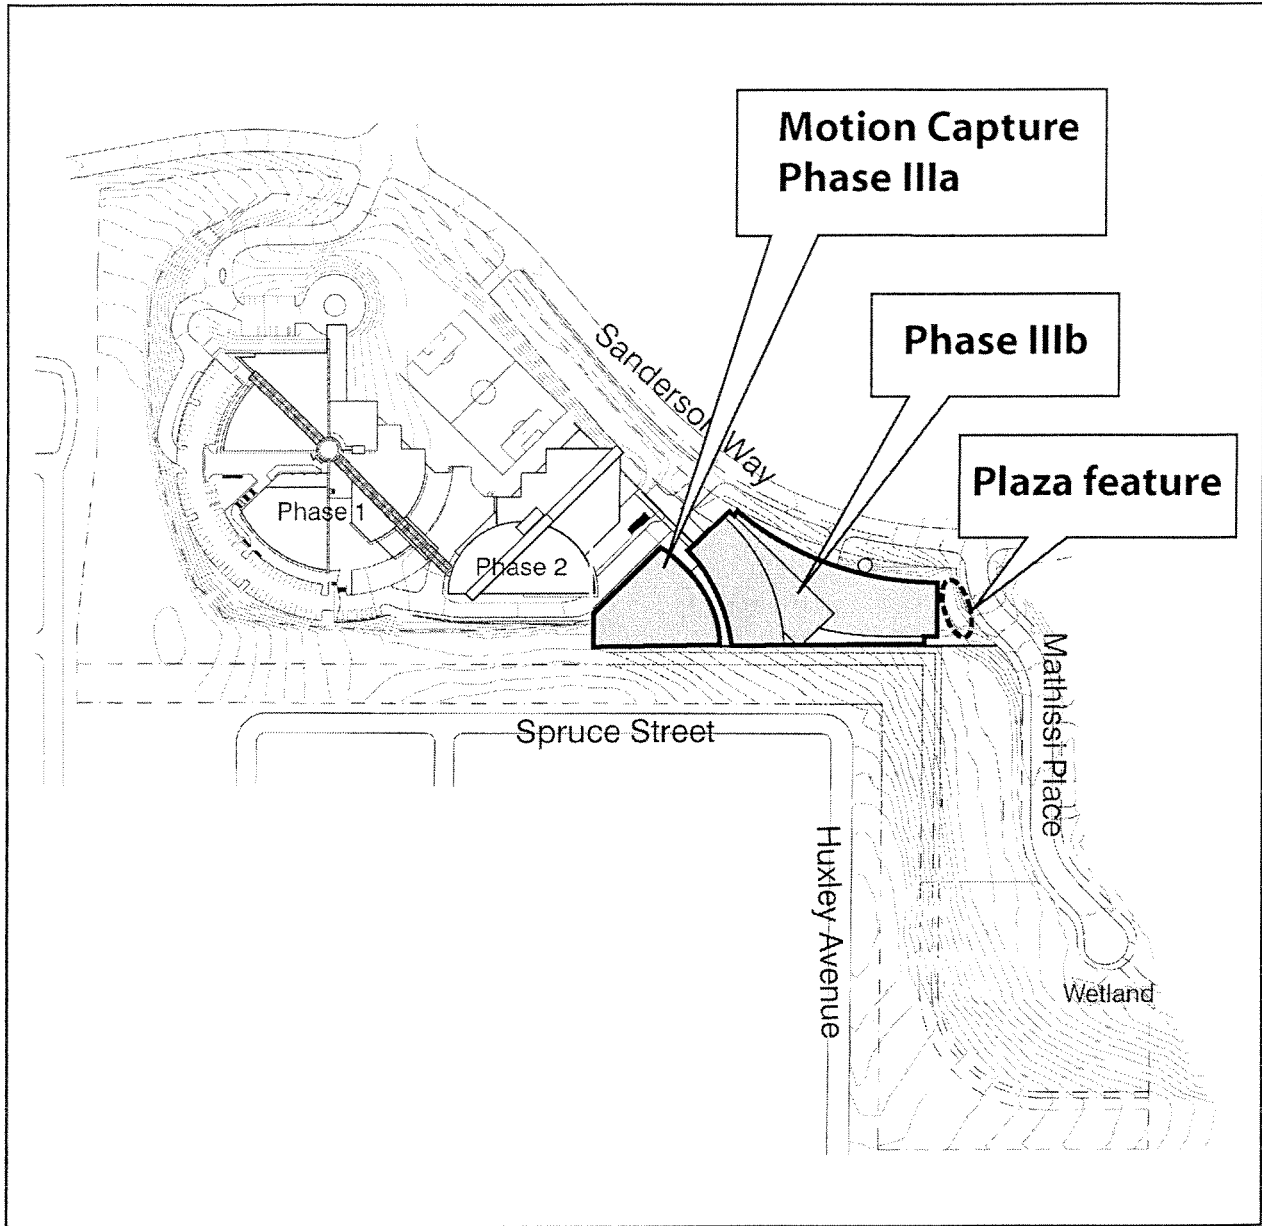 Motion Capture
Phase IIIa
Phase IIIb
Sanderson Way
Plaza feature
Phase 1
Phase 2
Mathissi Place
Spruce Street
Huxley Avenue
Wetland